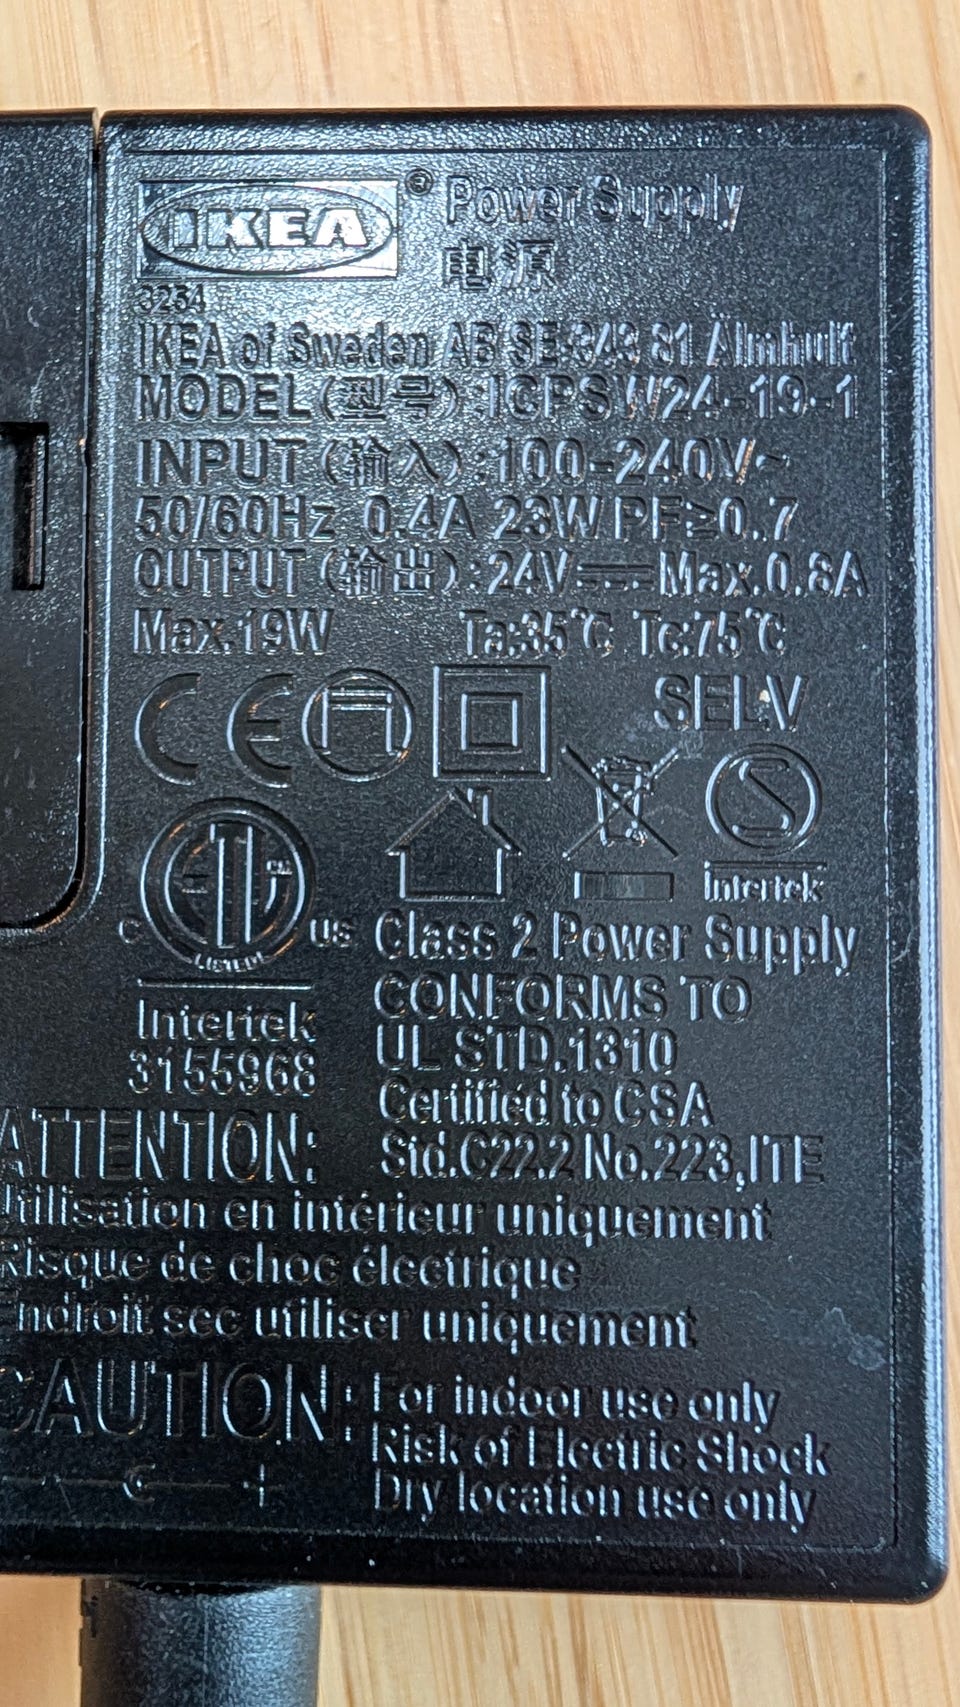 IKEA® Power Supply
电源
3234
IKEA of Sweden AB SE-343 81 Älmhult
MODEL(型号):ICPSW24-19-1
INPUT(输入):100-240V~
50/60Hz 0.4A 23W PF≥0.7
OUTPUT(输出):24V⎓Max.0.8A
Max.19W Ta:35℃ Tc:75℃
CE
SELV
S
Intertek
ETL
C LISTED US
Intertek
3155968
Class 2 Power Supply
CONFORMS TO
UL STD.1310
Certified to CSA
Std.C22.2 No.223,ITE
ATTENTION:
Utilisation en intérieur uniquement
Risque de choc électrique
Endroit sec utiliser uniquement
CAUTION:
For indoor use only
Risk of Electric Shock
Dry location use only